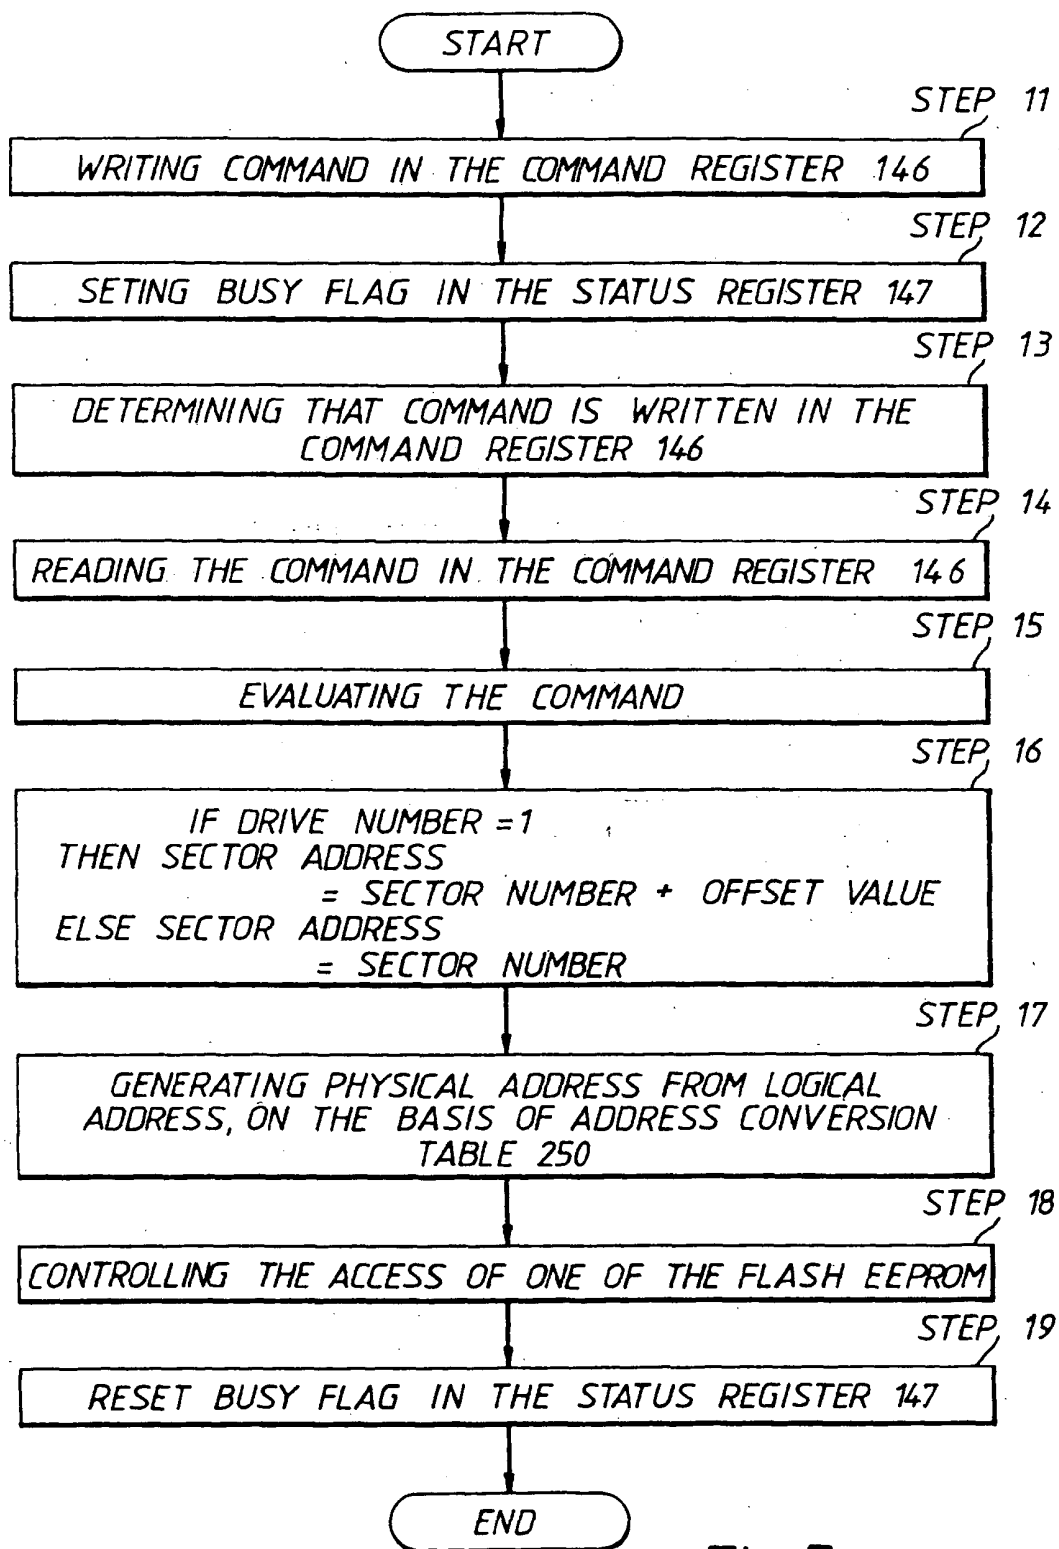 START
STEP 11
WRITING COMMAND IN THE COMMAND REGISTER 146
STEP 12
SETING BUSY FLAG IN THE STATUS REGISTER 147
STEP 13
DETERMINING THAT COMMAND IS WRITTEN IN THE
COMMAND REGISTER 146
STEP 14
READING THE COMMAND IN THE COMMAND REGISTER 146
STEP 15
EVALUATING THE COMMAND
STEP 16
IF DRIVE NUMBER = 1
THEN SECTOR ADDRESS
= SECTOR NUMBER + OFFSET VALUE
ELSE SECTOR ADDRESS
= SECTOR NUMBER
STEP 17
GENERATING PHYSICAL ADDRESS FROM LOGICAL
ADDRESS, ON THE BASIS OF ADDRESS CONVERSION
TABLE 250
STEP 18
CONTROLLING THE ACCESS OF ONE OF THE FLASH EEPROM
STEP 19
RESET BUSY FLAG IN THE STATUS REGISTER 147
END